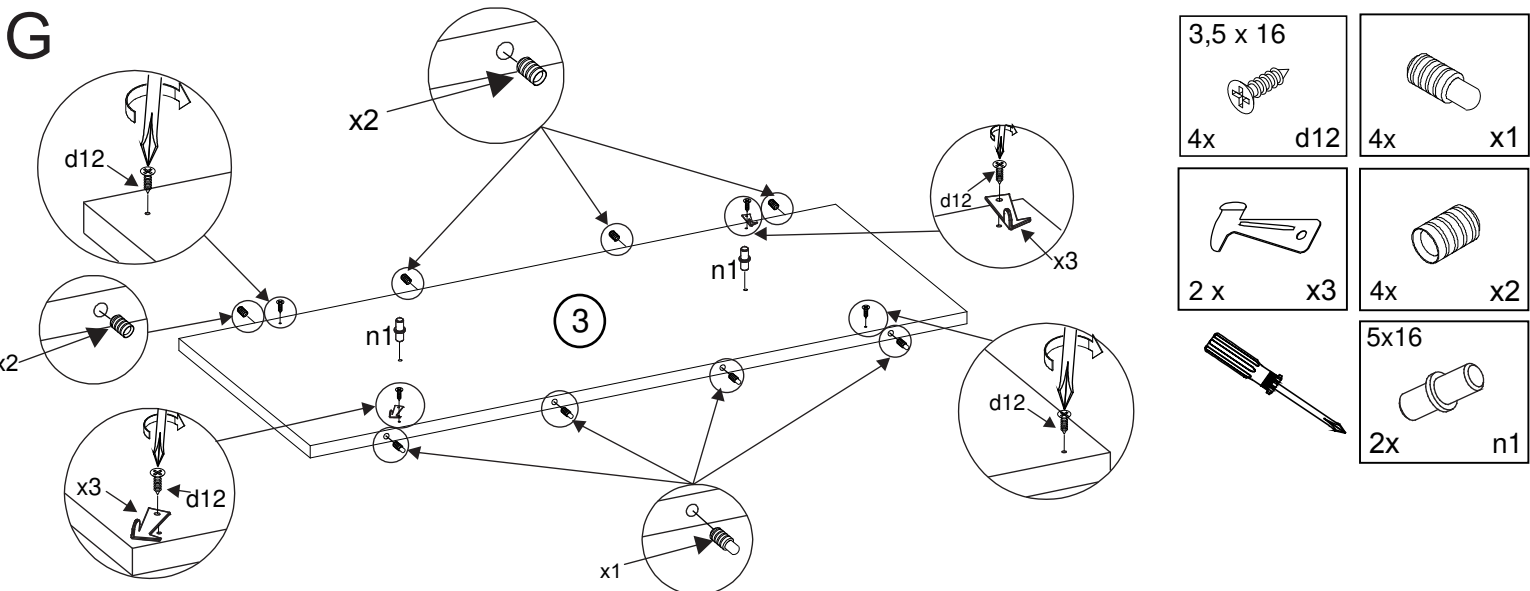 G
d12
x2
d12
x3
n1
x2
n1
3
x3
d12
d12
x1
3,5 x 16
4x d12
4x x1
2 x x3
4x x2
5x16
2x n1